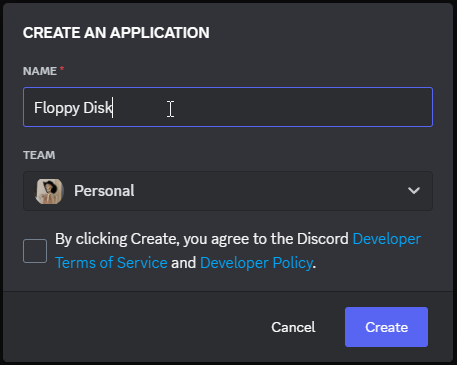 CREATE AN APPLICATION
NAME *
Floppy Disk
TEAM
Personal
By clicking Create, you agree to the Discord Developer
Terms of Service and Developer Policy.
Cancel Create